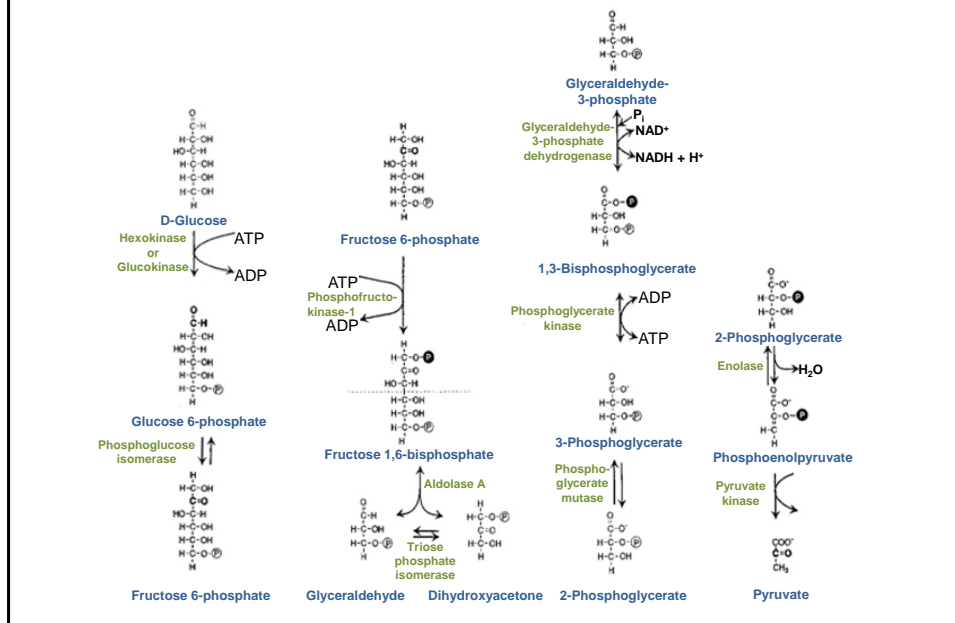 D-Glucose
Hexokinase
or
Glucokinase
ATP
ADP
Glucose 6-phosphate
Phosphoglucose
isomerase
Fructose 6-phosphate
Fructose 6-phosphate
ATP
Phosphofructo-
kinase-1
ADP
Fructose 1,6-bisphosphate
Aldolase A
Triose
phosphate
isomerase
Glyceraldehyde
Dihydroxyacetone
Glyceraldehyde-
3-phosphate
Glyceraldehyde-
3-phosphate
dehydrogenase
Pi
NAD+
NADH + H+
1,3-Bisphosphoglycerate
Phosphoglycerate
kinase
ADP
ATP
3-Phosphoglycerate
Phospho-
glycerate
mutase
2-Phosphoglycerate
2-Phosphoglycerate
Enolase
H2O
Phosphoenolpyruvate
Pyruvate
kinase
COO-
C=O
CH3
Pyruvate